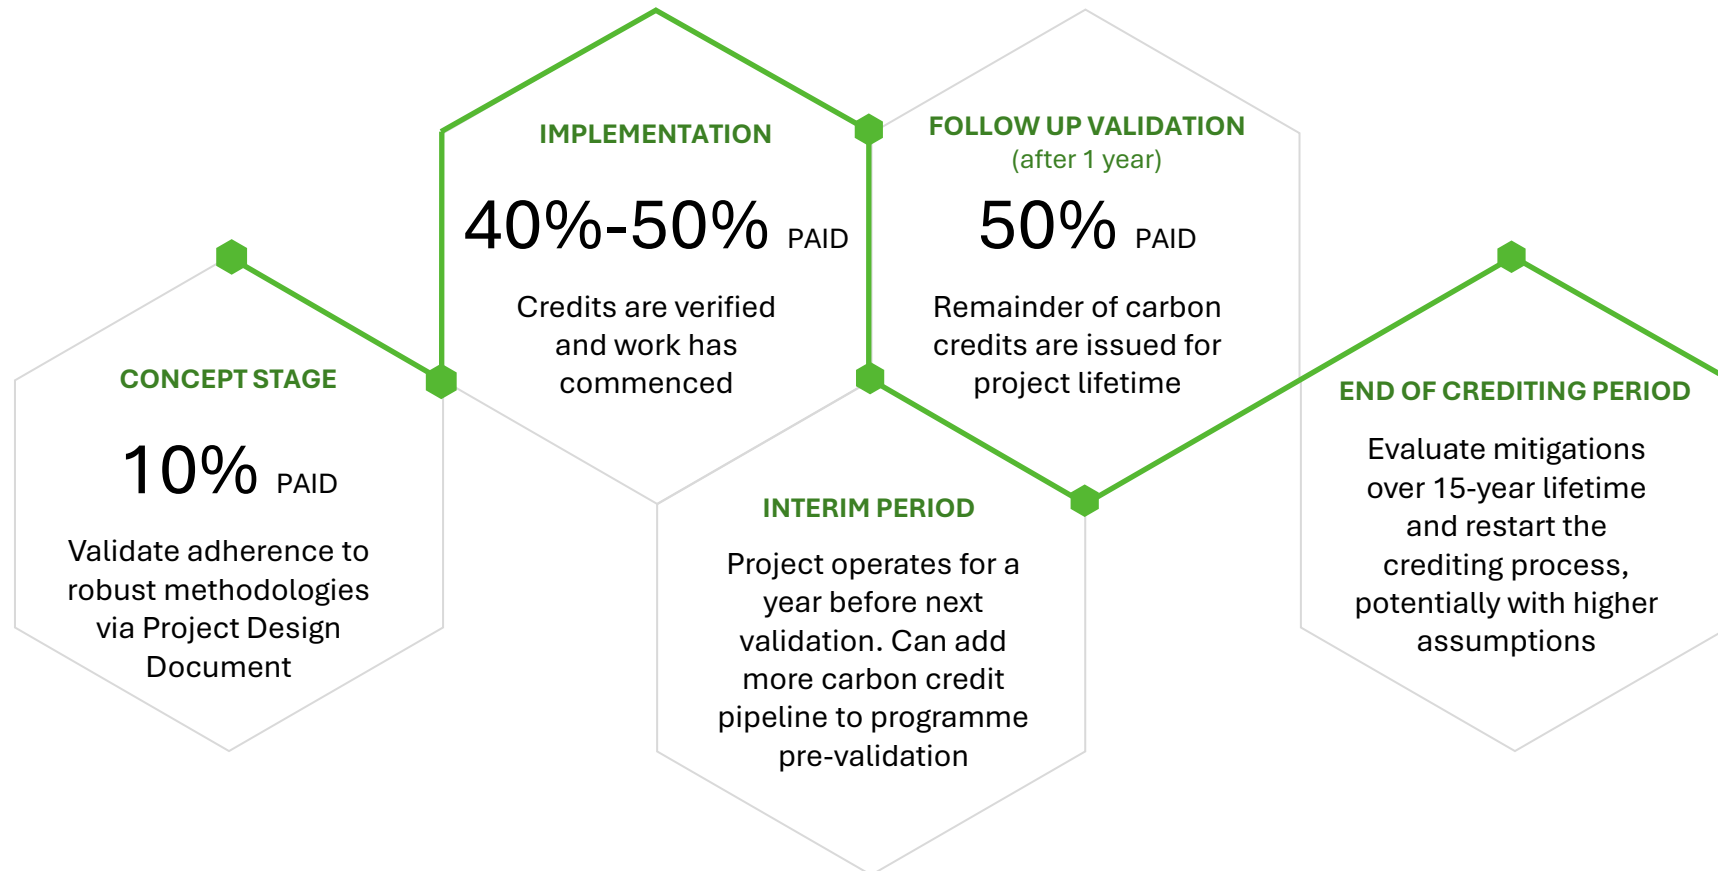 CONCEPT STAGE
10% PAID
Validate adherence to
robust methodologies
via Project Design
Document
IMPLEMENTATION
40%-50% PAID
Credits are verified
and work has
commenced
INTERIM PERIOD
Project operates for a
year before next
validation. Can add
more carbon credit
pipeline to programme
pre-validation
FOLLOW UP VALIDATION
(after 1 year)
50% PAID
Remainder of carbon
credits are issued for
project lifetime
END OF CREDITING PERIOD
Evaluate mitigations
over 15-year lifetime
and restart the
crediting process,
potentially with higher
assumptions